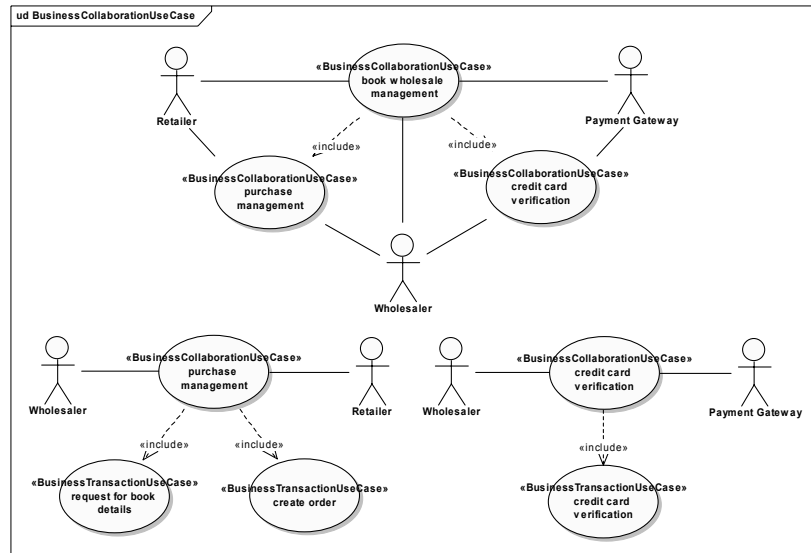 ud BusinessCollaborationUseCase
«BusinessCollaborationUseCase»
book wholesale
management
Retailer
Payment Gateway
«include»
«include»
«BusinessCollaborationUseCase»
purchase
management
«BusinessCollaborationUseCase»
credit card
verification
Wholesaler
«BusinessCollaborationUseCase»
purchase
management
Wholesaler
Retailer
«include»
«include»
«BusinessTransactionUseCase»
request for book
details
«BusinessTransactionUseCase»
create order
«BusinessCollaborationUseCase»
credit card
verification
Wholesaler
Payment Gateway
«include»
«BusinessTransactionUseCase»
credit card
verification